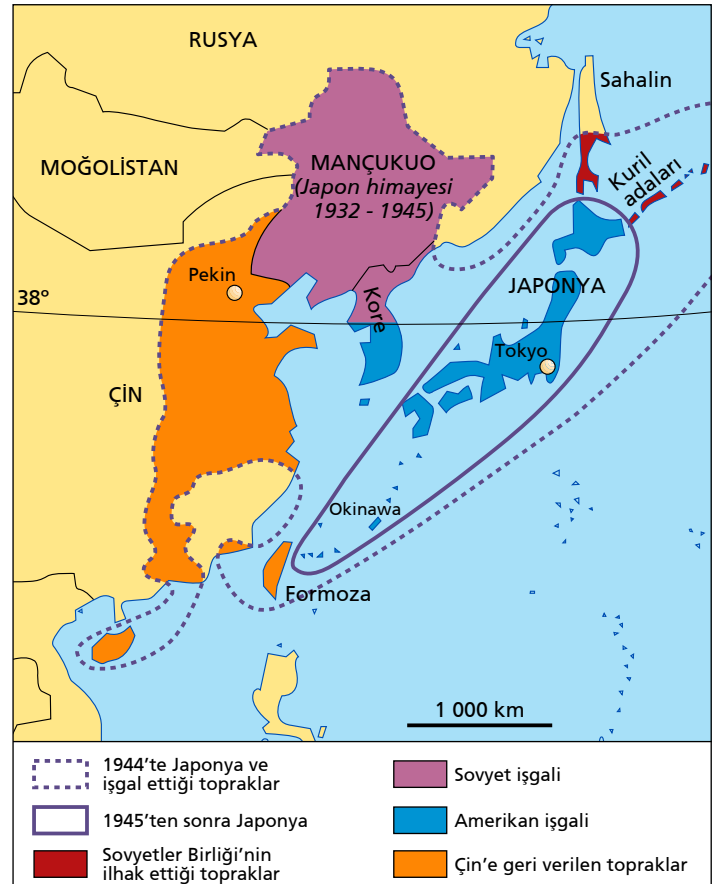 RUSYA
Sahalin
MOĞOLİSTAN
MANÇUKUO
(Japon himayesi
1932 - 1945)
Kuril
adaları
Pekin
38º
Kore
JAPONYA
Tokyo
ÇİN
Okinawa
Formoza
1 000 km
1944’te Japonya ve
işgal ettiği topraklar
1945’ten sonra Japonya
Sovyetler Birliği’nin
ilhak ettiği topraklar
Sovyet işgali
Amerikan işgali
Çin’e geri verilen topraklar